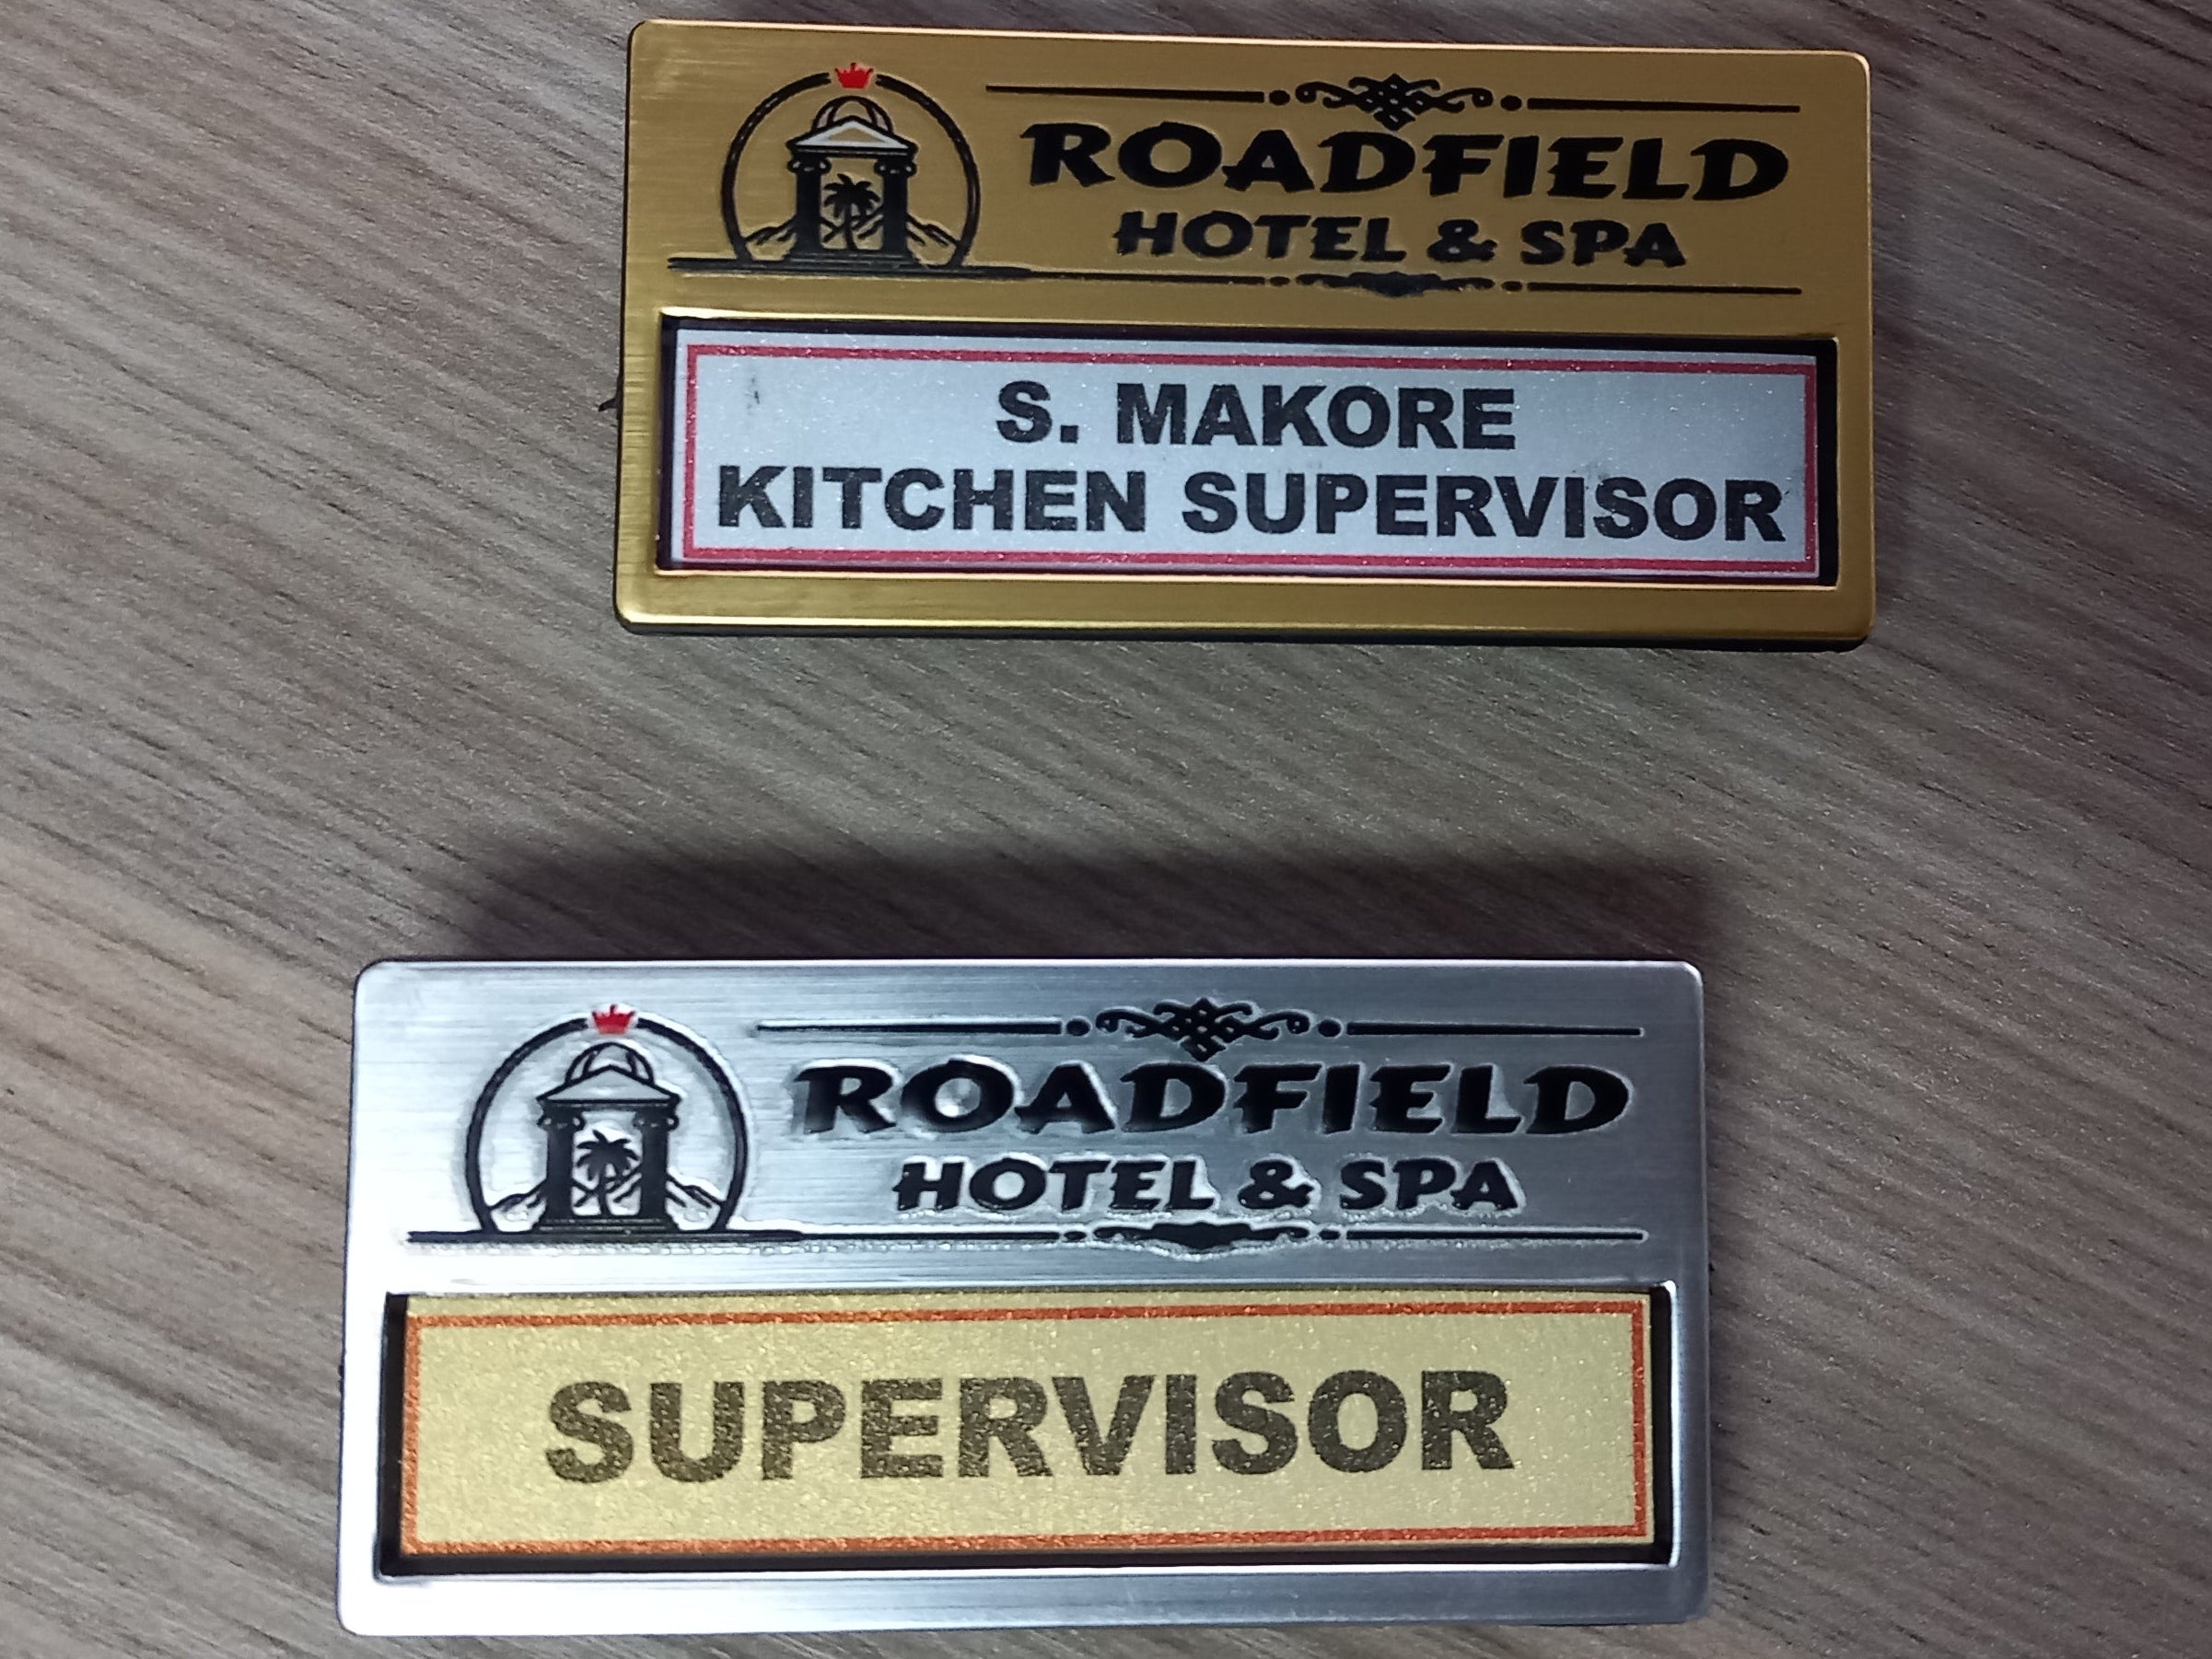 ROADFIELD
HOTEL & SPA
S. MAKORE
KITCHEN SUPERVISOR
ROADFIELD
HOTEL & SPA
SUPERVISOR